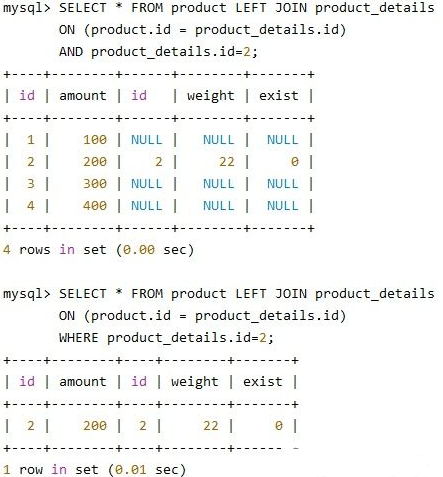 mysql> SELECT * FROM product LEFT JOIN product_details
       ON (product.id = product_details.id)
       AND product_details.id=2;
+----+--------+------+--------+-------+
| id | amount | id   | weight | exist |
+----+--------+------+--------+-------+
|  1 |    100 | NULL |   NULL |  NULL |
|  2 |    200 |    2 |     22 |     0 |
|  3 |    300 | NULL |   NULL |  NULL |
|  4 |    400 | NULL |   NULL |  NULL |
+----+--------+------+--------+-------+
4 rows in set (0.00 sec)
mysql> SELECT * FROM product LEFT JOIN product_details
       ON (product.id = product_details.id)
       WHERE product_details.id=2;
+----+--------+----+--------+-------+
| id | amount | id | weight | exist |
+----+--------+----+--------+-------+
|  2 |    200 |  2 |     22 |     0 |
+----+--------+----+--------+------ -
1 row in set (0.01 sec)